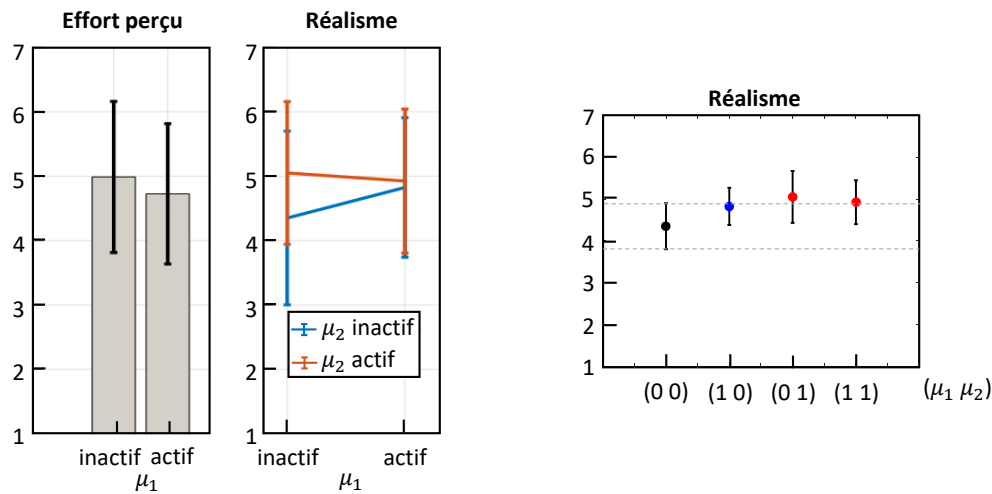 Effort perçu
7
6
5
4
3
2
1
inactif actif
μ₁
Réalisme
7
6
5
4
3
2
1
μ₂ inactif
μ₂ actif
inactif actif
μ₁
Réalisme
7
6
5
4
3
2
1
(0 0) (1 0) (0 1) (1 1) (μ₁ μ₂)